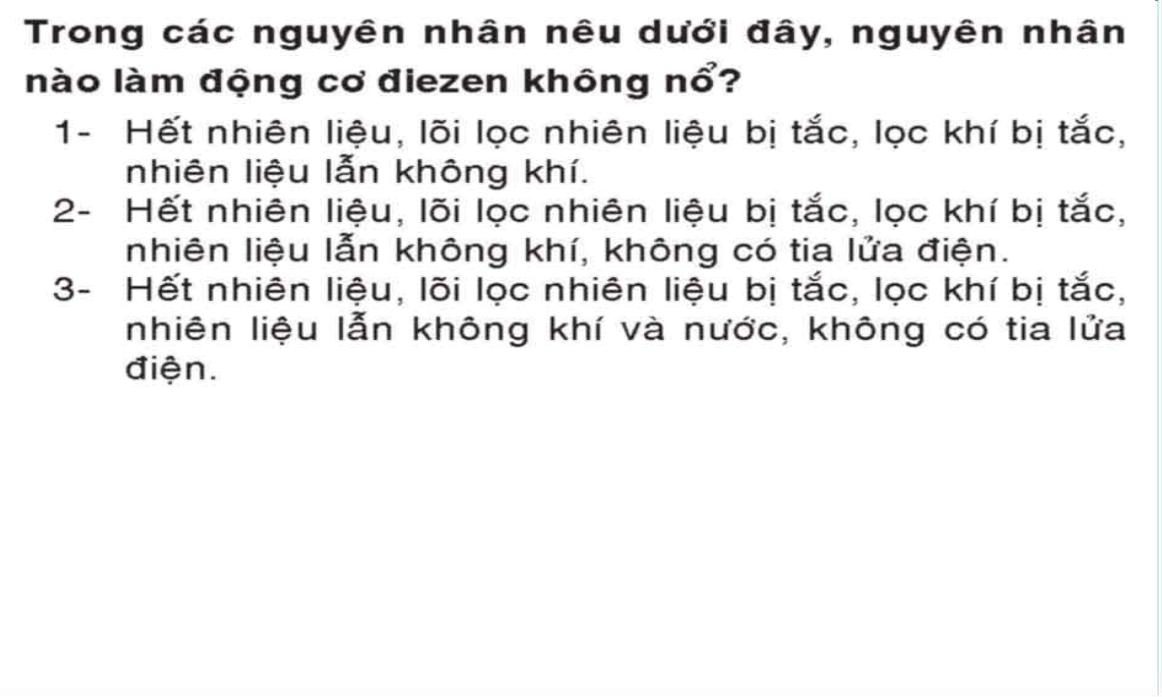 Trong các nguyên nhân nêu dưới đây, nguyên nhân
nào làm động cơ điezen không nổ?
1- Hết nhiên liệu, lõi lọc nhiên liệu bị tắc, lọc khí bị tắc,
nhiên liệu lẫn không khí.
2- Hết nhiên liệu, lõi lọc nhiên liệu bị tắc, lọc khí bị tắc,
nhiên liệu lẫn không khí, không có tia lửa điện.
3- Hết nhiên liệu, lõi lọc nhiên liệu bị tắc, lọc khí bị tắc,
nhiên liệu lẫn không khí và nước, không có tia lửa
điện.